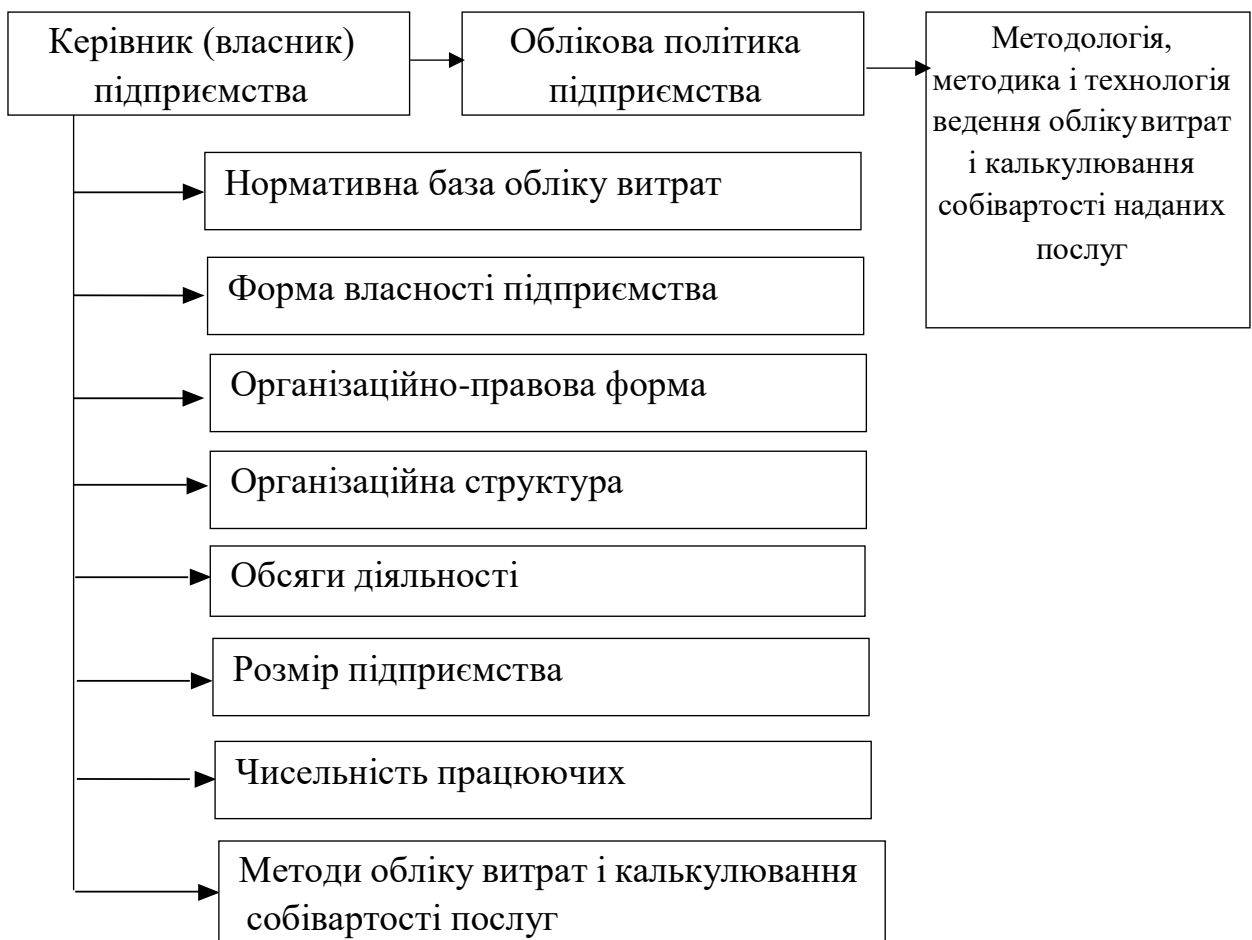 Керівник (власник)
підприємства
Облікова політика
підприємства
Методологія,
методика і технологія
ведення обліку витрат
і калькулювання
собівартості наданих
послуг
Нормативна база обліку витрат
Форма власності підприємства
Організаційно-правова форма
Організаційна структура
Обсяги діяльності
Розмір підприємства
Чисельність працюючих
Методи обліку витрат і калькулювання
собівартості послуг